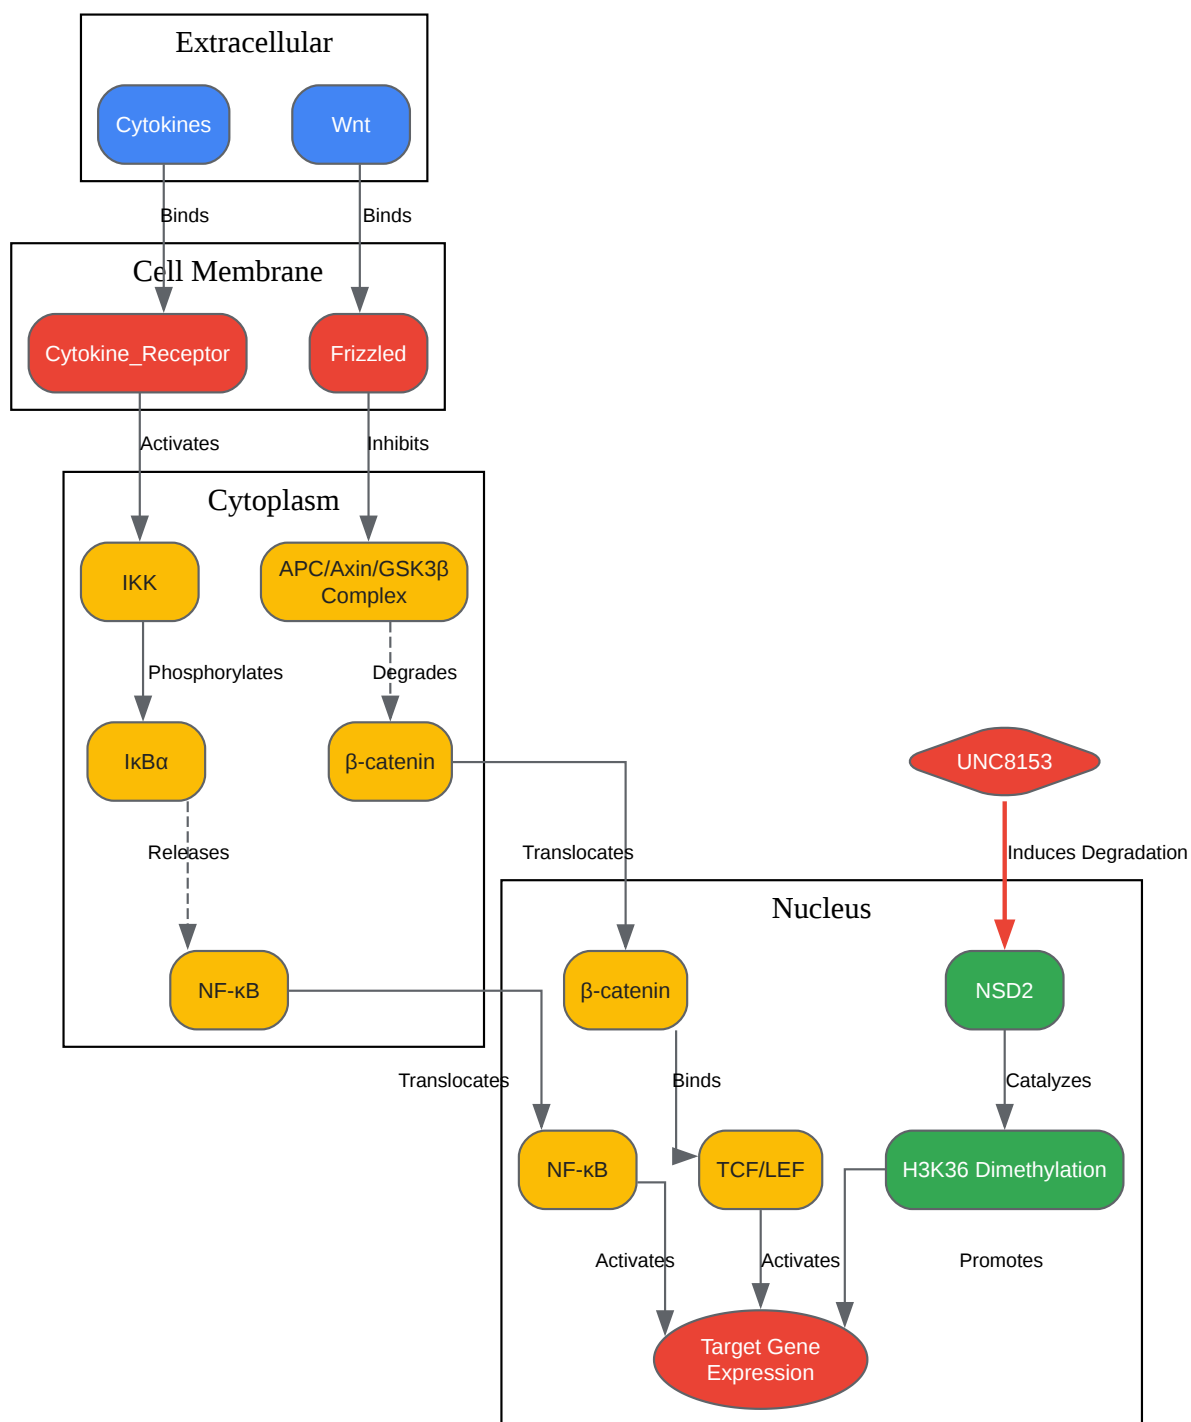 Extracellular
Cytokines
Wnt
Binds
Binds
Cell Membrane
Cytokine_Receptor
Frizzled
Activates
Inhibits
Cytoplasm
IKK
APC/Axin/GSK3β
Complex
Phosphorylates
Degrades
IκBα
β-catenin
UNC8153
Releases
Translocates
Induces Degradation
Nucleus
NF-κB
β-catenin
NSD2
Translocates
Binds
Catalyzes
NF-κB
TCF/LEF
H3K36 Dimethylation
Activates
Activates
Promotes
Target Gene
Expression